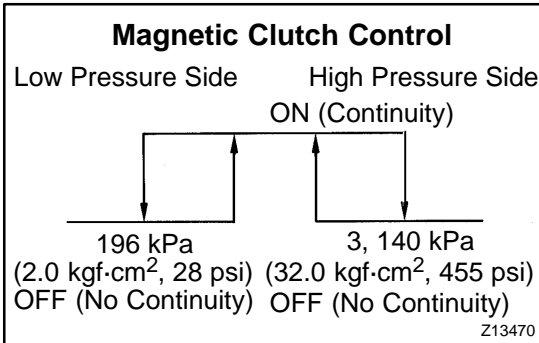 Magnetic Clutch Control
Low Pressure Side High Pressure Side
ON (Continuity)
196 kPa 3, 140 kPa
(2.0 kgf·cm², 28 psi) (32.0 kgf·cm², 455 psi)
OFF (No Continuity) OFF (No Continuity)
Z13470